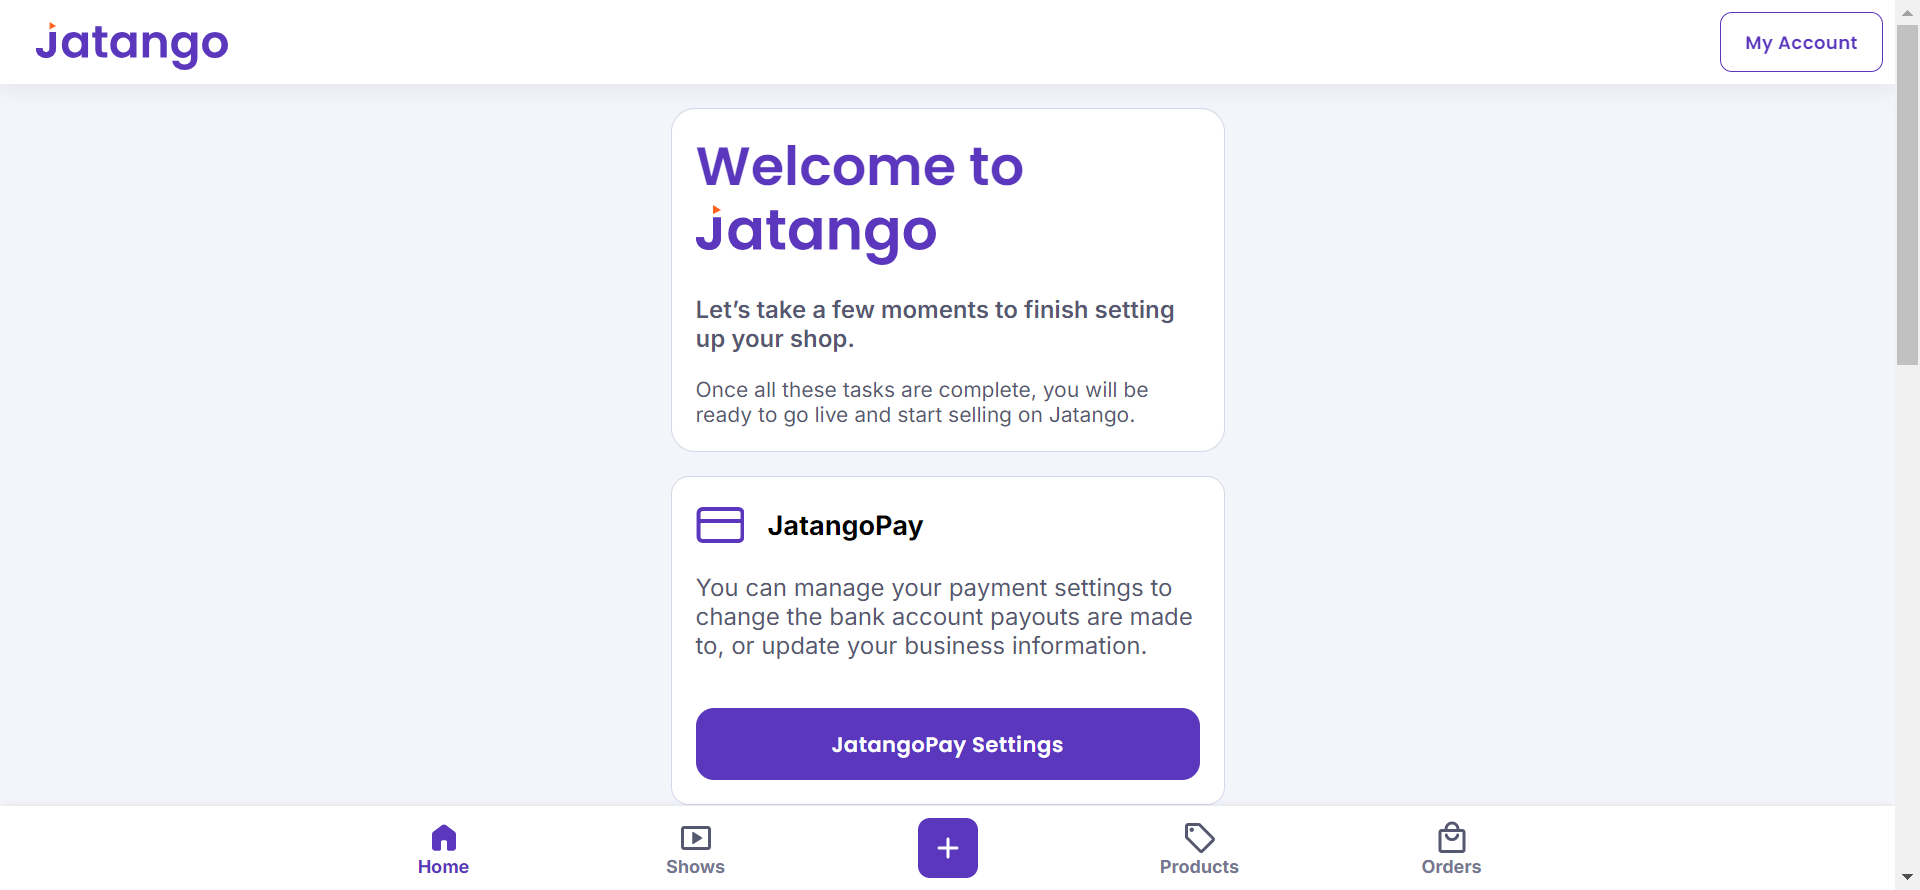 Jatango
My Account
Welcome to
Jatango
Let’s take a few moments to finish setting
up your shop.
Once all these tasks are complete, you will be
ready to go live and start selling on Jatango.
JatangoPay
You can manage your payment settings to
change the bank account payouts are made
to, or update your business information.
JatangoPay Settings
Home
Shows
Products
Orders